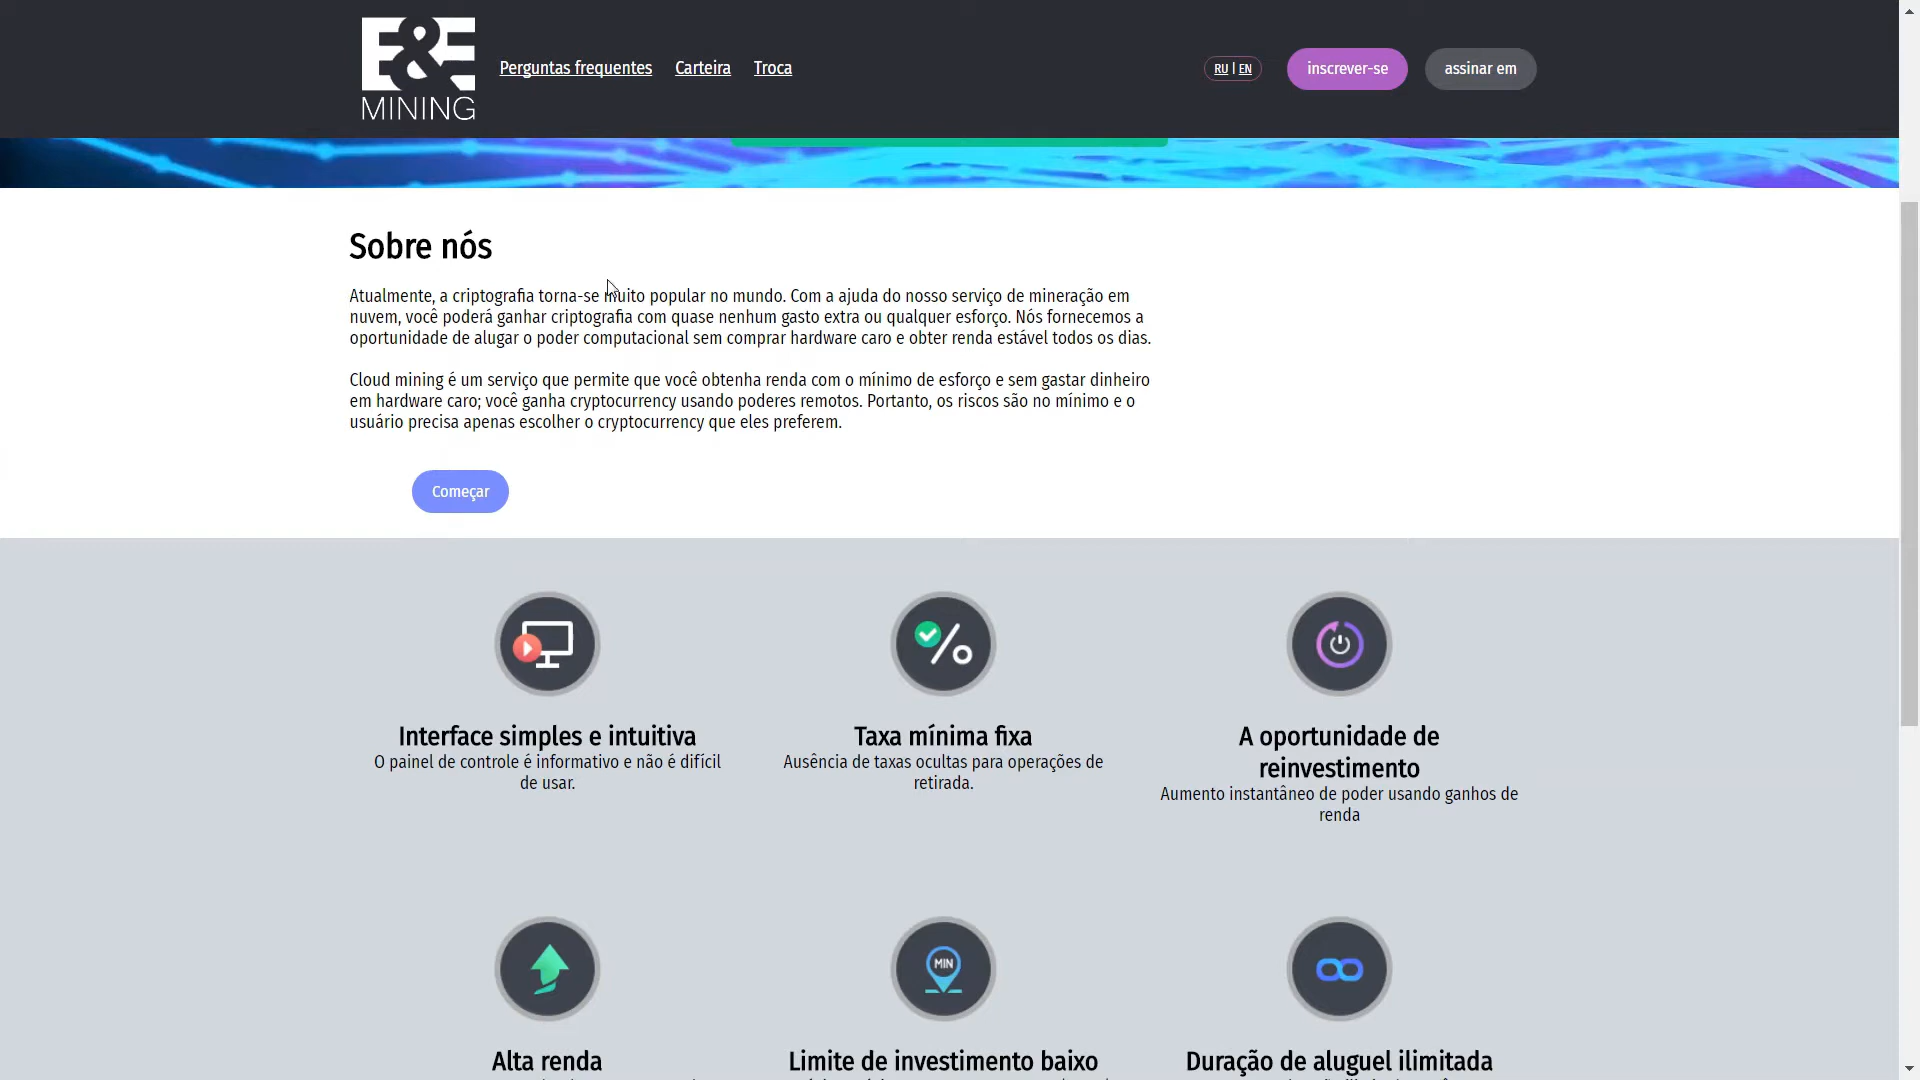 E&E
MINING
Perguntas frequentes
Carteira
Troca
RU | EN
inscrever-se
assinar em
Sobre nós
Atualmente, a criptografia torna-se muito popular no mundo. Com a ajuda do nosso serviço de mineração em
nuvem, você poderá ganhar criptografia com quase nenhum gasto extra ou qualquer esforço. Nós fornecemos a
oportunidade de alugar o poder computacional sem comprar hardware caro e obter renda estável todos os dias.
Cloud mining é um serviço que permite que você obtenha renda com o mínimo de esforço e sem gastar dinheiro
em hardware caro; você ganha cryptocurrency usando poderes remotos. Portanto, os riscos são no mínimo e o
usuário precisa apenas escolher o cryptocurrency que eles preferem.
Começar
Interface simples e intuitiva
O painel de controle é informativo e não é difícil
de usar.
Taxa mínima fixa
Ausência de taxas ocultas para operações de
retirada.
A oportunidade de
reinvestimento
Aumento instantâneo de poder usando ganhos de
renda
Alta renda
MIN
Limite de investimento baixo
Duração de aluguel ilimitada